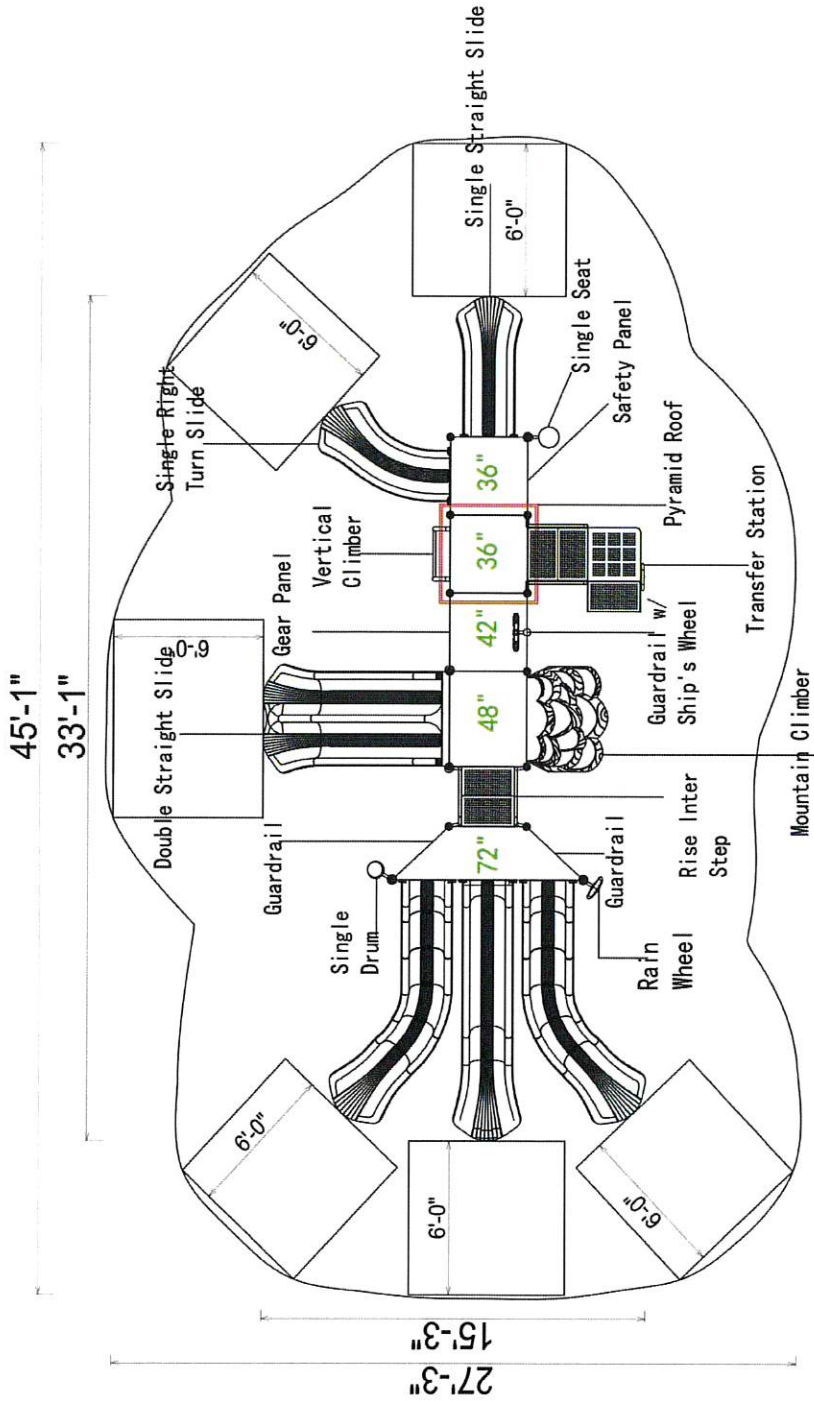 45'-1"
33'-1"
Single Straight Slide
6'-0"
Single Right
Turn Slide
6'-0"
Single Seat
Safety Panel
Pyramid Roof
Transfer Station
Guardrail w/
Ship's Wheel
Mountain Climber
Vertical
Climber
Gear Panel
36"
36"
42"
48"
72"
6'-0"
Double Straight Slide
Guardrail
Single
Drum
Guardrail
Rise Inter
Step
Rain
Wheel
6'-0"
6'-0"
6'-0"
15'-3"
27'-3"